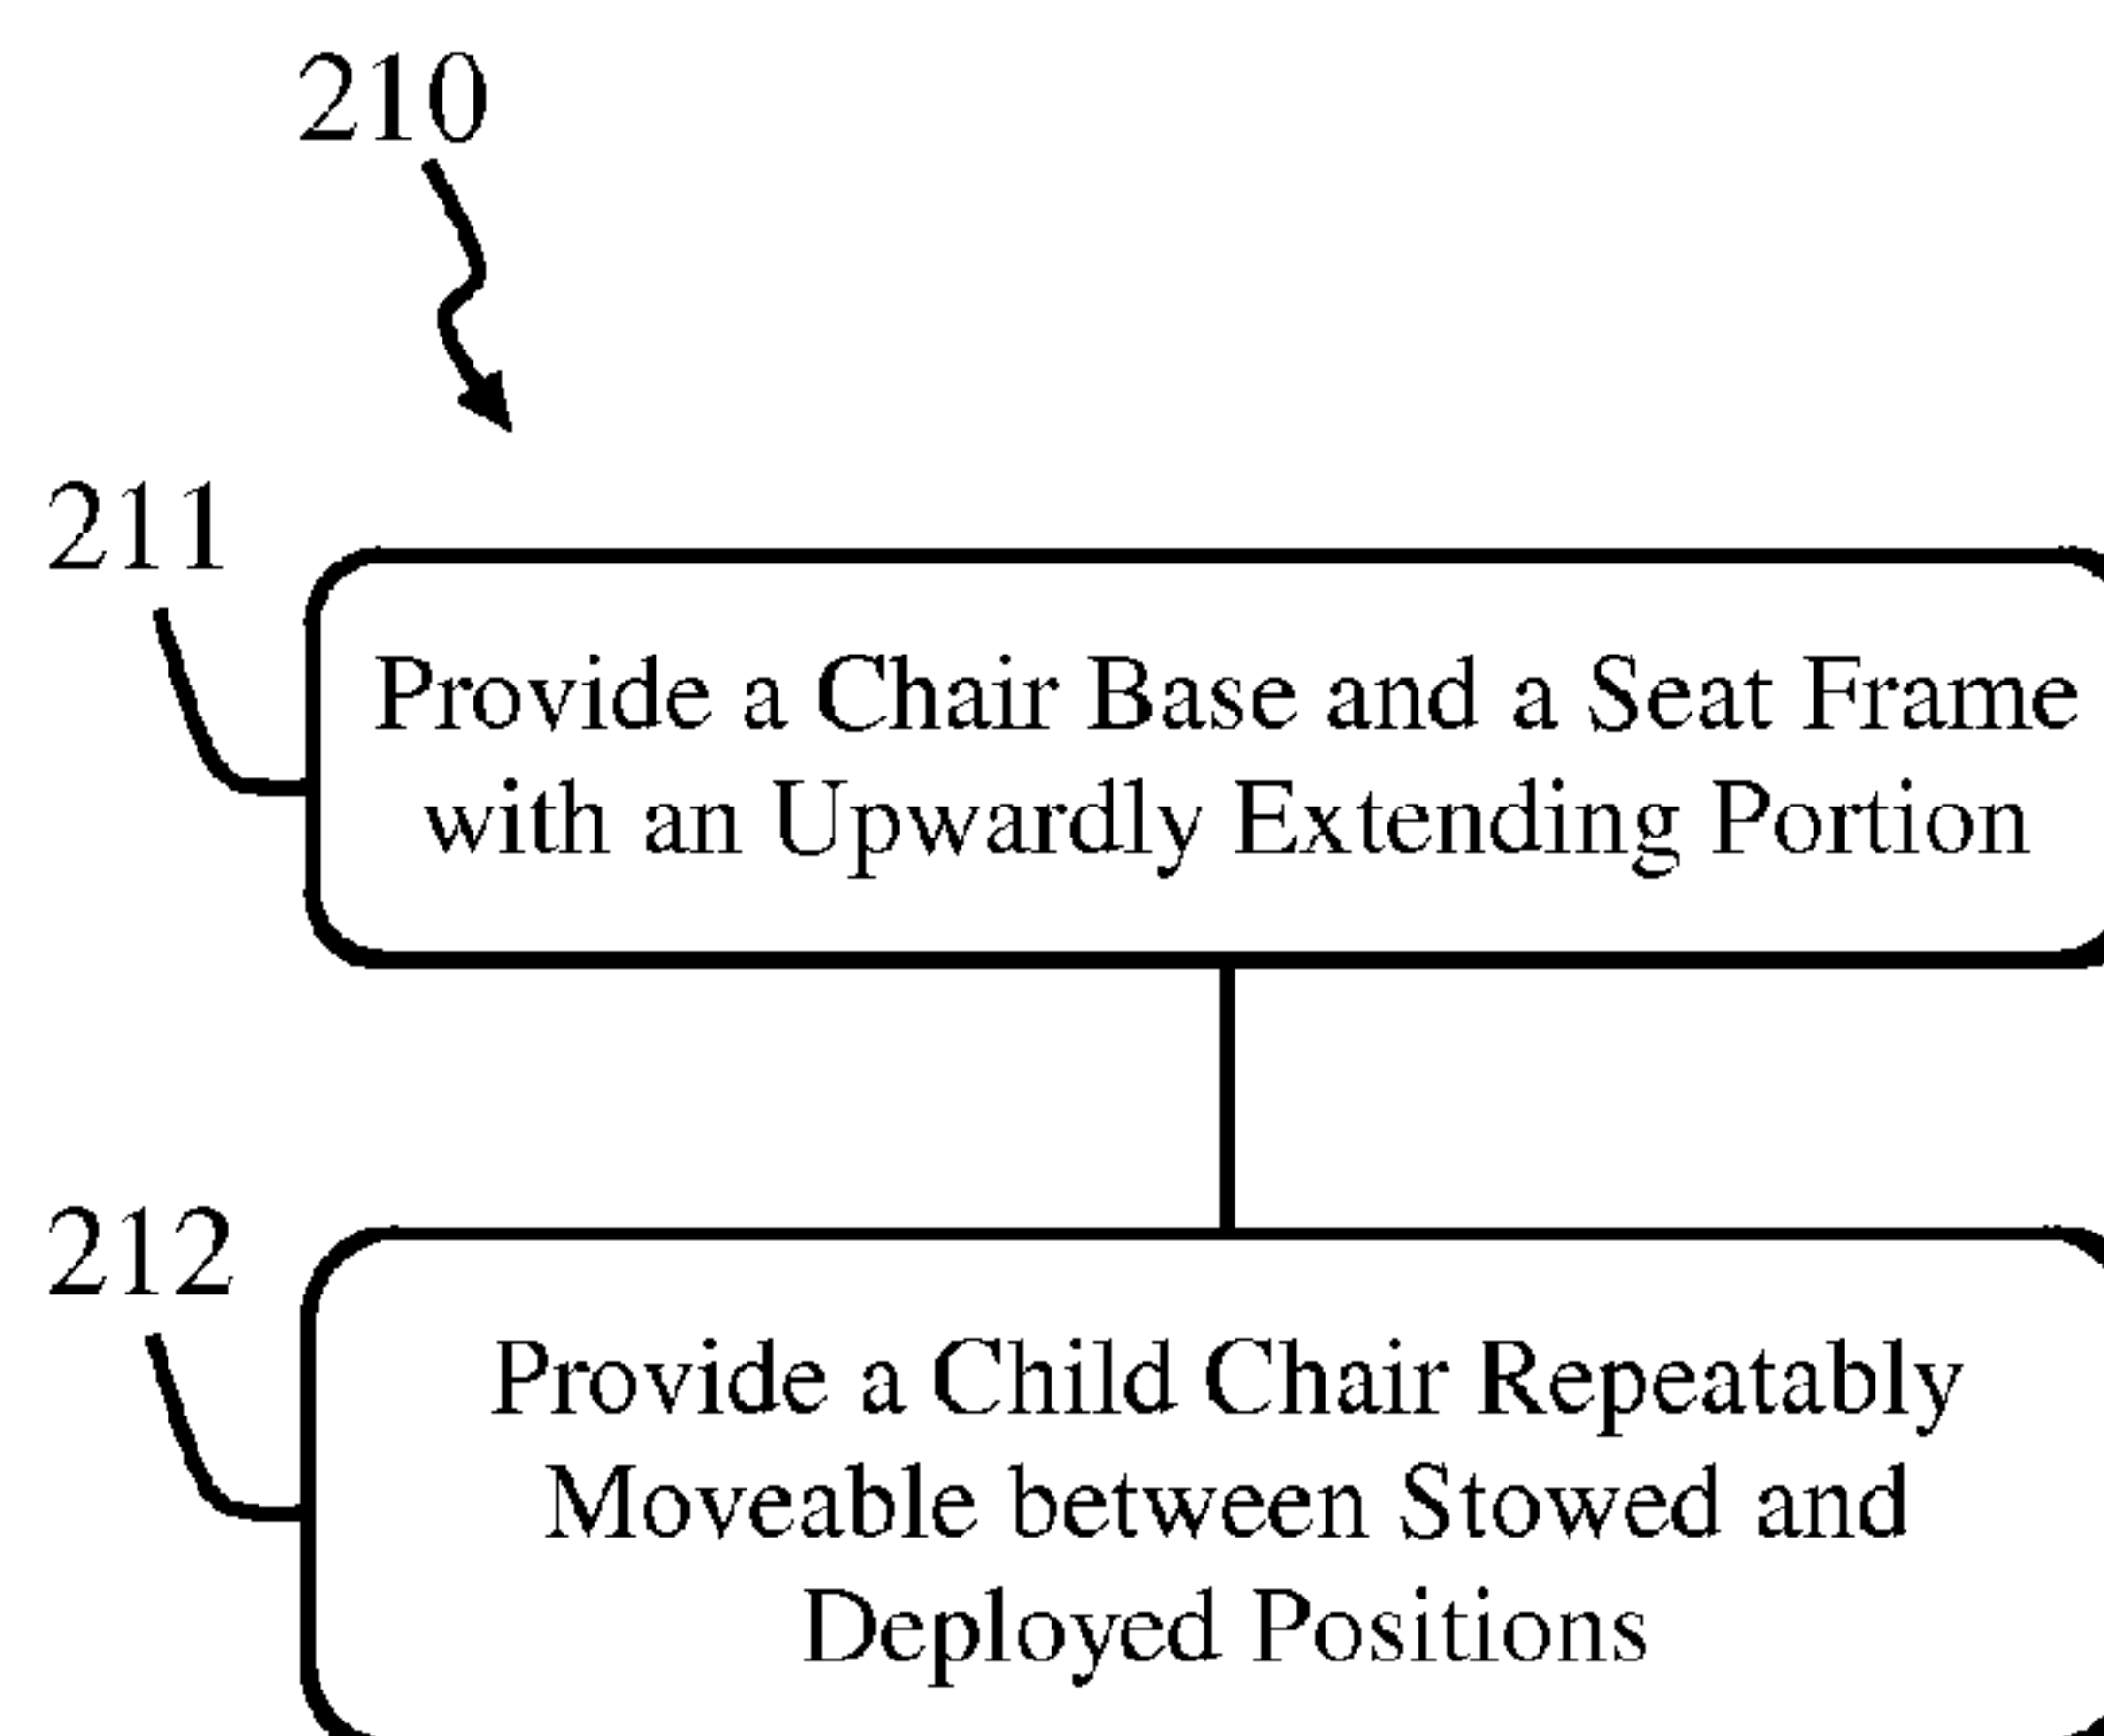 210
211
Provide a Chair Base and a Seat Frame
with an Upwardly Extending Portion
212
Provide a Child Chair Repeatably
Moveable between Stowed and
Deployed Positions